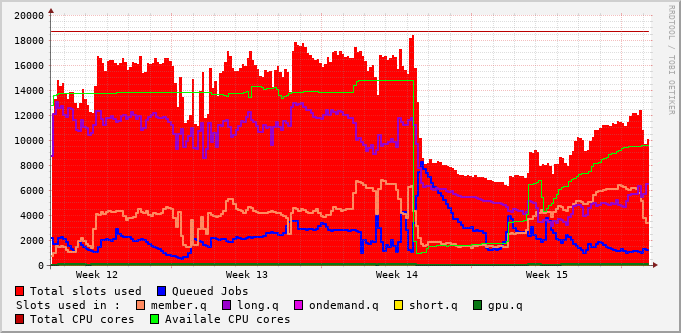 20000
18000
16000
14000
12000
10000
8000
6000
4000
2000
0
Week 12 Week 13 Week 14 Week 15
Total slots used Queued Jobs
Slots used in : member.q long.q ondemand.q short.q gpu.q
Total CPU cores Availale CPU cores
RRDTOOL / TOBI OETIKER